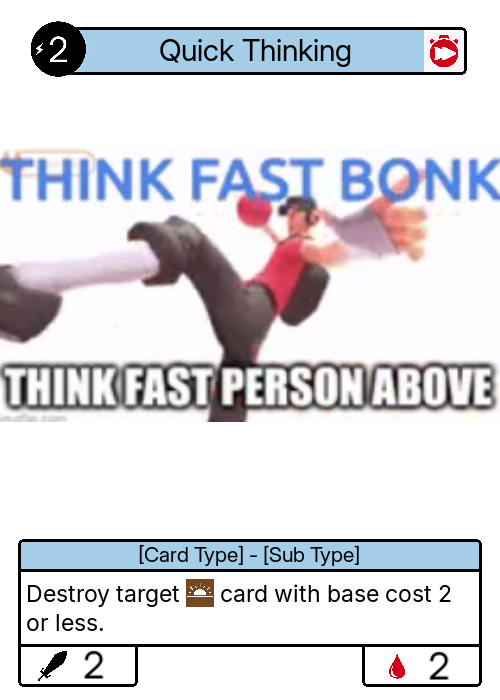 2 Quick Thinking
THINK FAST BONK
THINK FAST PERSON ABOVE
[Card Type] - [Sub Type]
Destroy target card with base cost 2
or less.
2 2